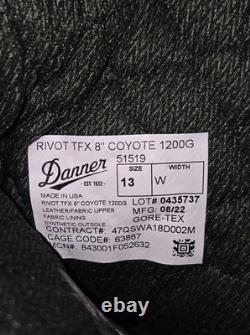 RIVOT TFX 8" COYOTE 1200G
51519
Danner
EST. 1932
MADE IN USA
SIZE
13
WIDTH
W
RIVOT TFX 8" COYOTE 1200G
LEATHER/FABRIC UPPER
FABRIC LINING
SYNTHETIC OUTSOLE
LOT# 0435737
MFG 08/22
GORE-TEX
CONTRACT#: 47QSWA18D002M
CAGE CODE: 63887
MCN#: B43001F052632